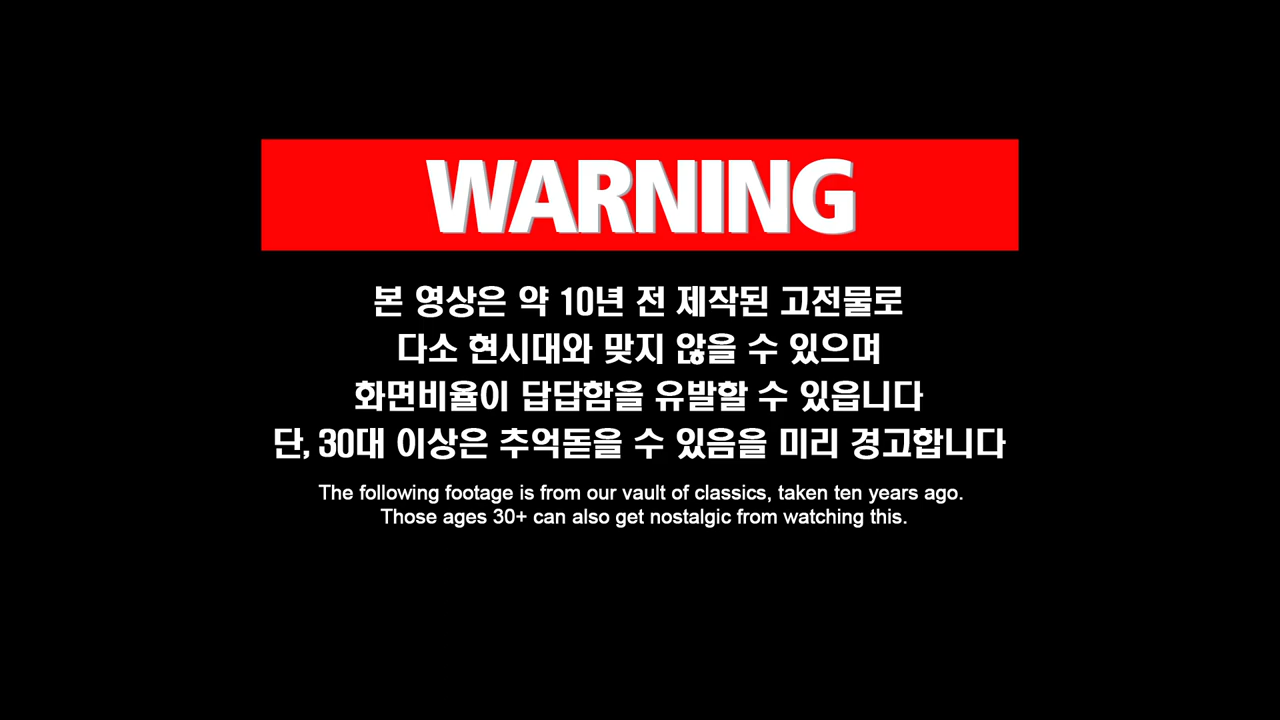 WARNING
본 영상은 약 10년 전 제작된 고전물로
다소 현시대와 맞지 않을 수 있으며
화면비율이 답답함을 유발할 수 있읍니다
단, 30대 이상은 추억돋을 수 있음을 미리 경고합니다
The following footage is from our vault of classics, taken ten years ago.
Those ages 30+ can also get nostalgic from watching this.